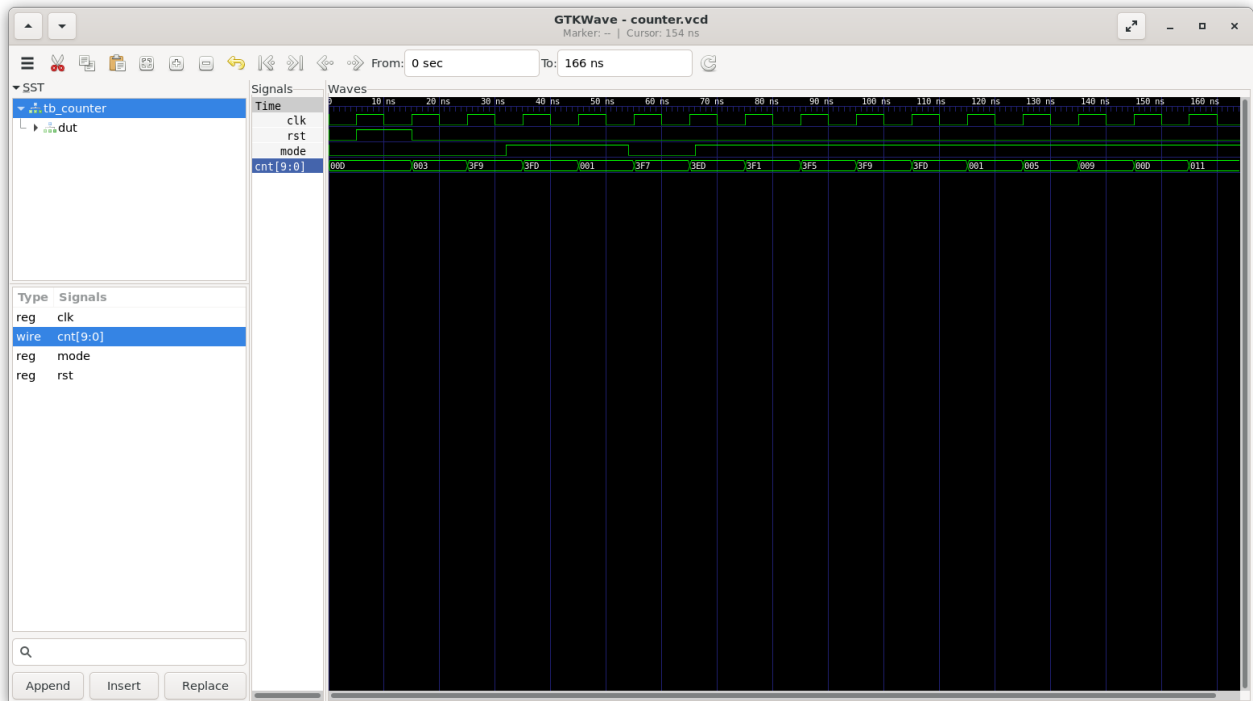 GTKWave - counter.vcd
Marker: -- | Cursor: 154 ns
From: 0 sec To: 166 ns
SST
tb_counter
dut
Type Signals
reg clk
wire cnt[9:0]
reg mode
reg rst
Append Insert Replace
Signals
Time
clk
rst
mode
cnt[9:0]
Waves
0 10 ns 20 ns 30 ns 40 ns 50 ns 60 ns 70 ns 80 ns 90 ns 100 ns 110 ns 120 ns 130 ns 140 ns 150 ns 160 ns
00D 003 3F9 3FD 001 3F7 3ED 3F1 3F5 3F9 3FD 001 005 009 00D 011